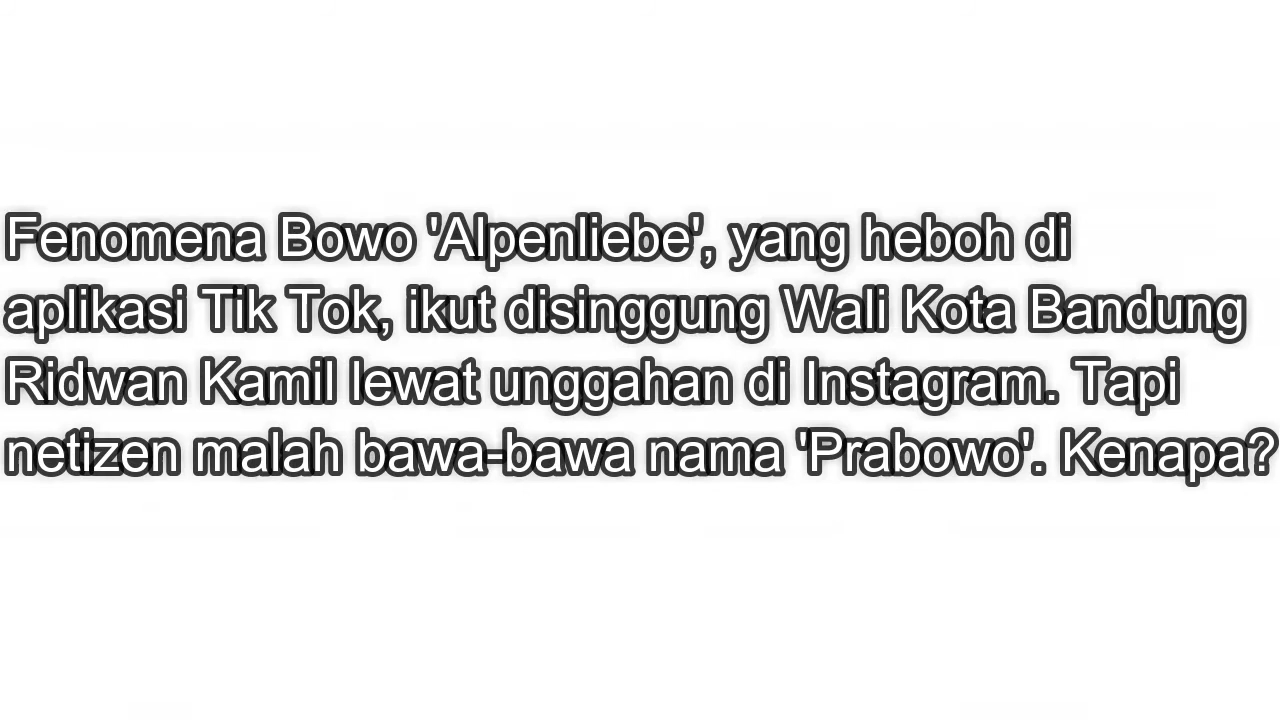 Fenomena Bowo 'Alpenliebe', yang heboh di
aplikasi Tik Tok, ikut disinggung Wali Kota Bandung
Ridwan Kamil lewat unggahan di Instagram. Tapi
netizen malah bawa-bawa nama 'Prabowo'. Kenapa?